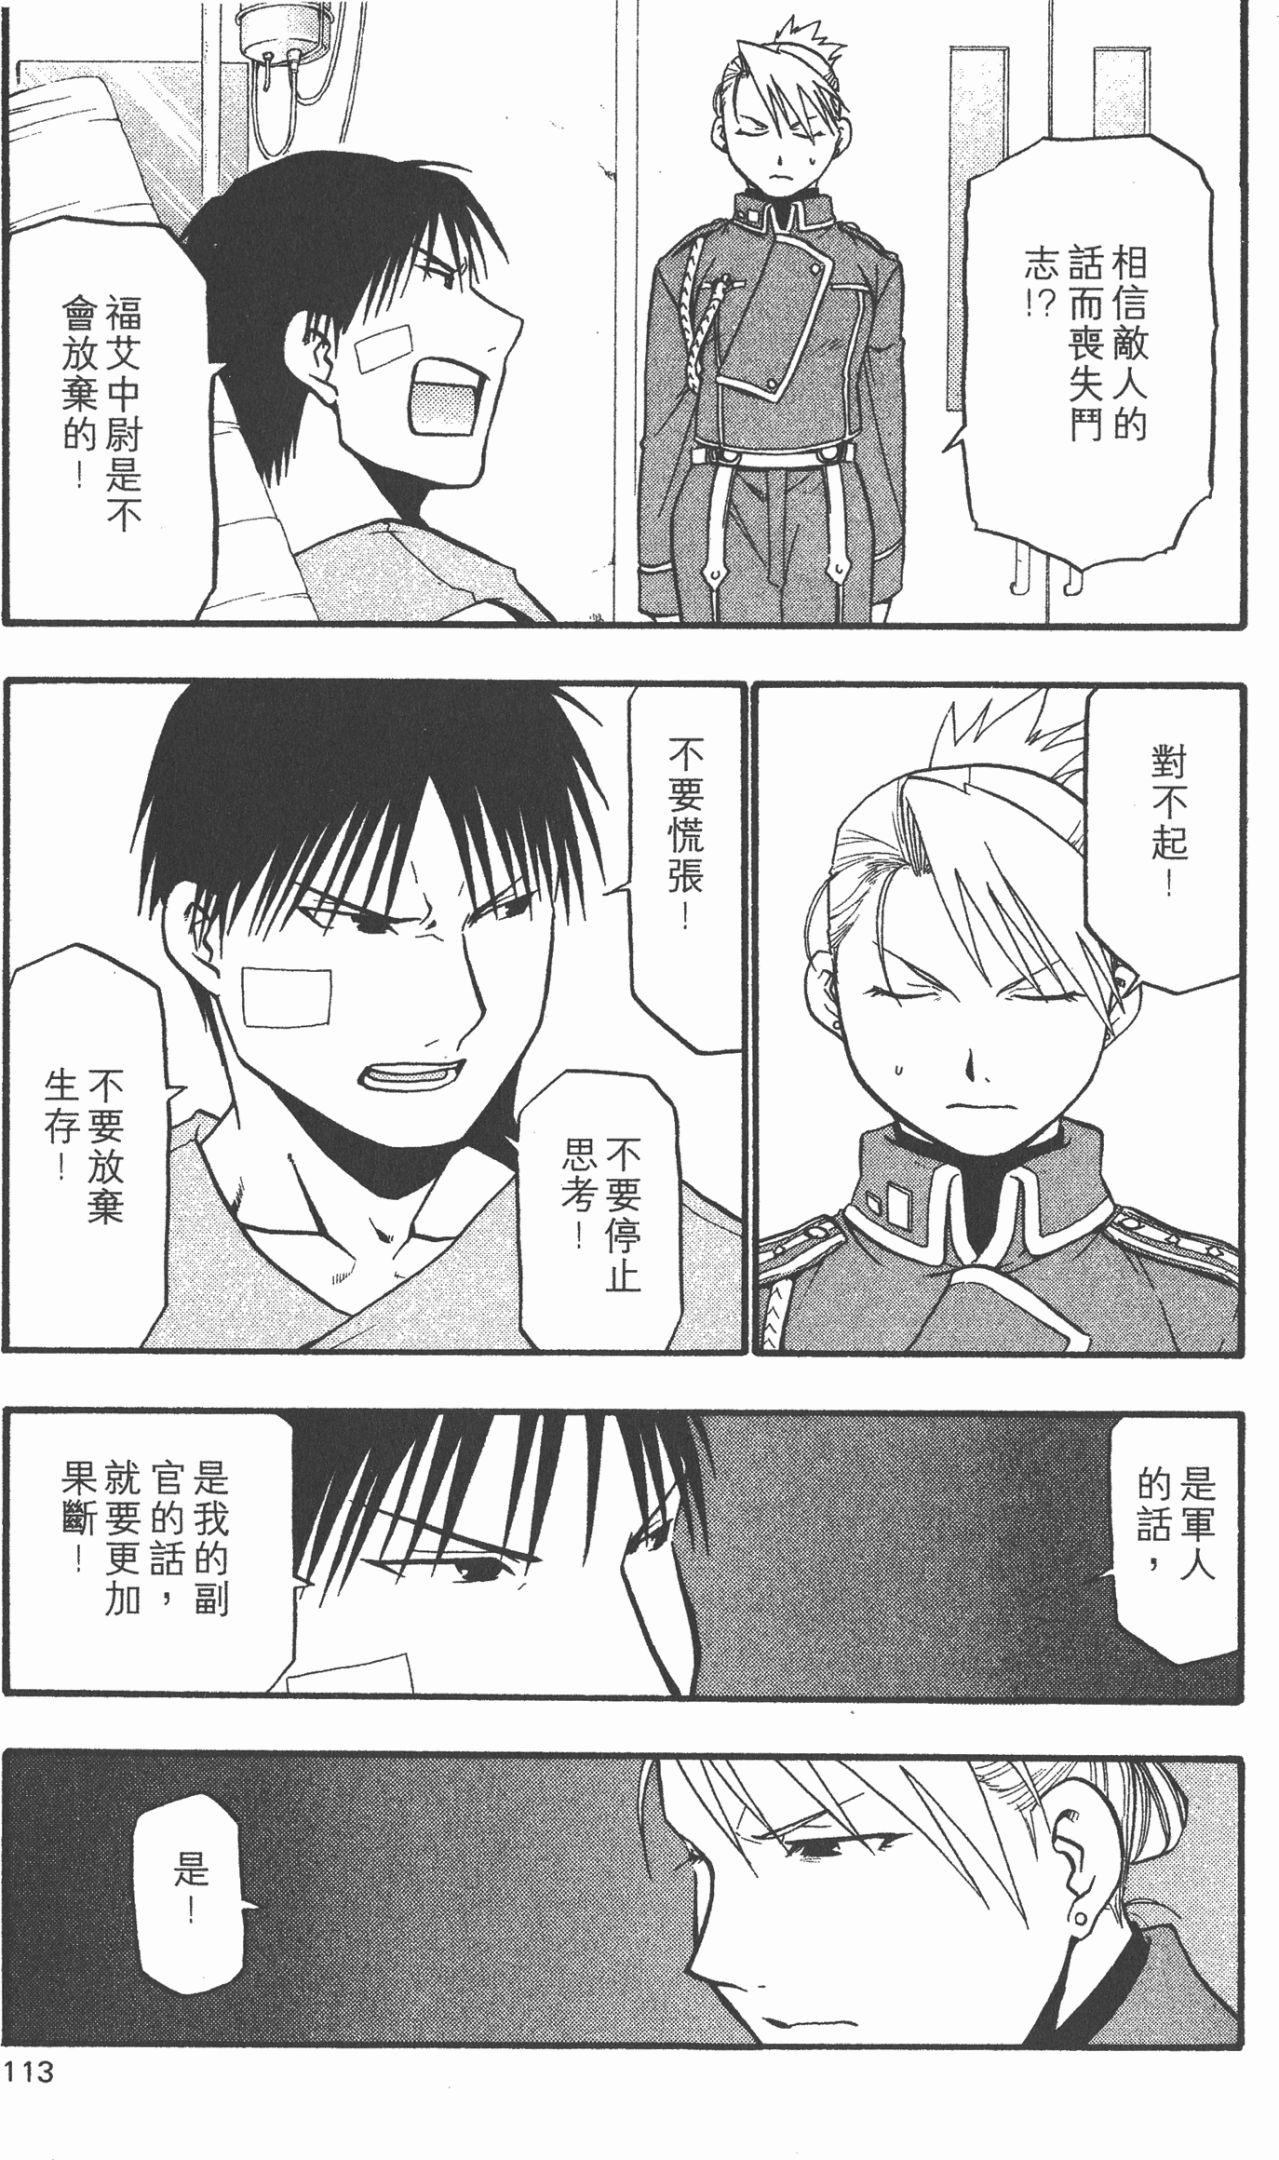 相信敵人的
話而喪失鬥
志!?
福艾中尉是不
會放棄的!
對不起!
不要慌張!
不要停止
思考!
不要放棄
生存!
是軍人
的話，
是我的副
官的話，
就要更加
果斷!
是!
113